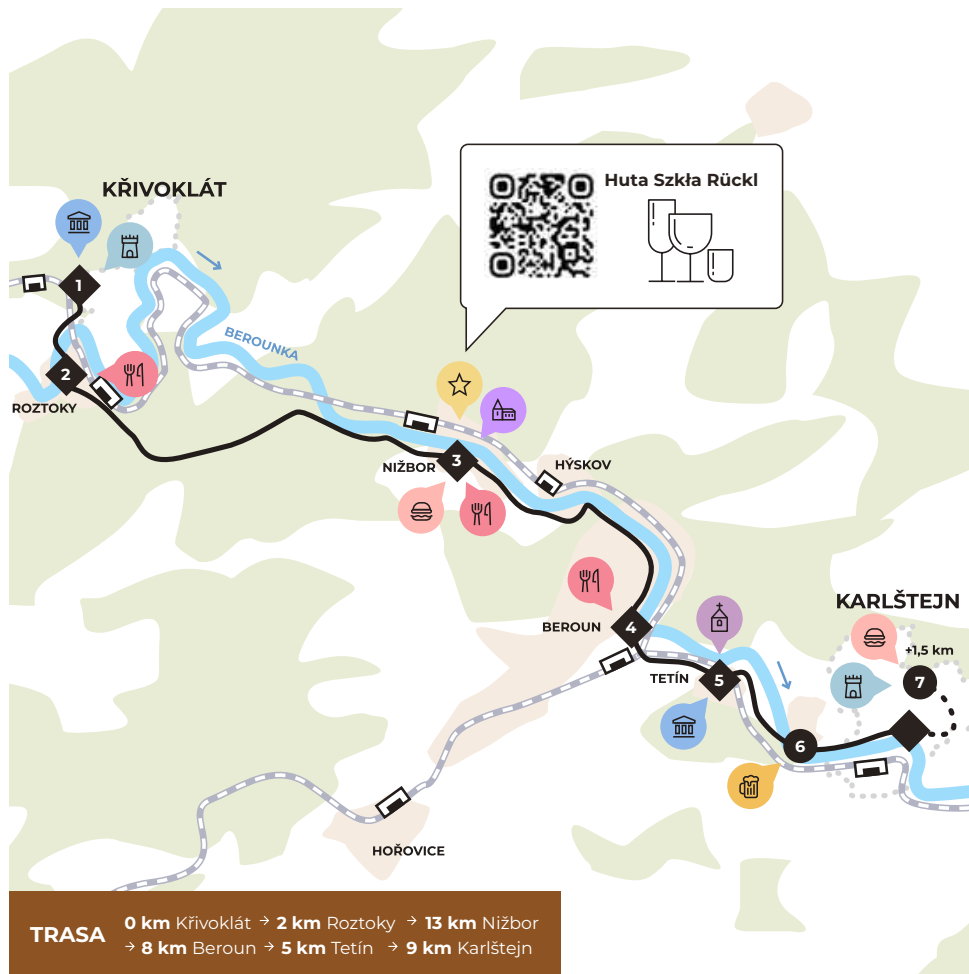 KŘIVOKLÁT
Huta Szkła Rückl
1
BEROUNKA
2
ROZTOKY
NIŽBOR
3
HÝSKOV
BEROUN
4
KARLŠTEJN
+1,5 km
TETÍN
5
7
6
HOŘOVICE
TRASA
0 km Křivoklát → 2 km Roztoky → 13 km Nižbor
→ 8 km Beroun → 5 km Tetín → 9 km Karlštejn